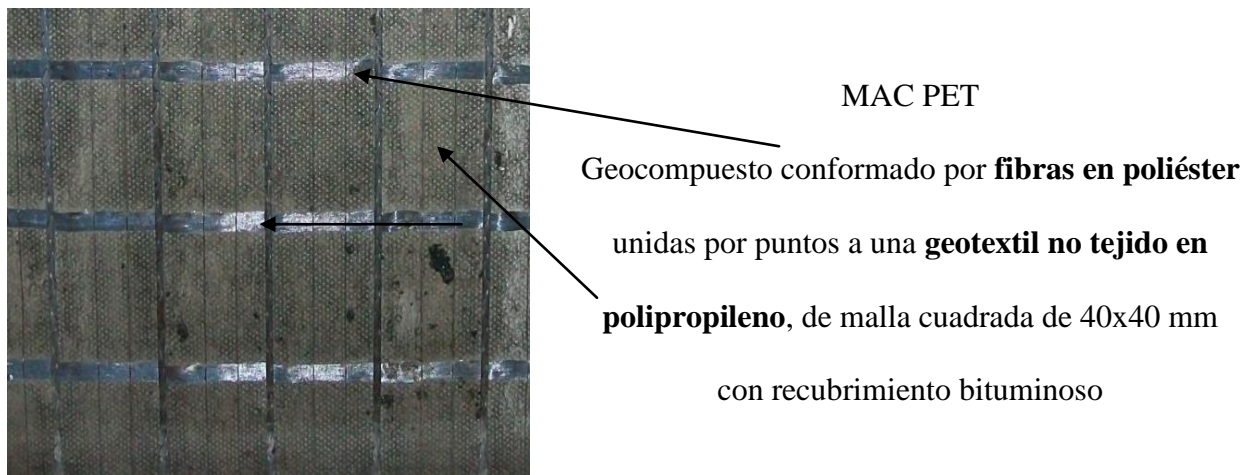 MAC PET
Geocompuesto conformado por fibras en poliéster
unidas por puntos a una geotextil no tejido en
polipropileno, de malla cuadrada de 40x40 mm
con recubrimiento bituminoso